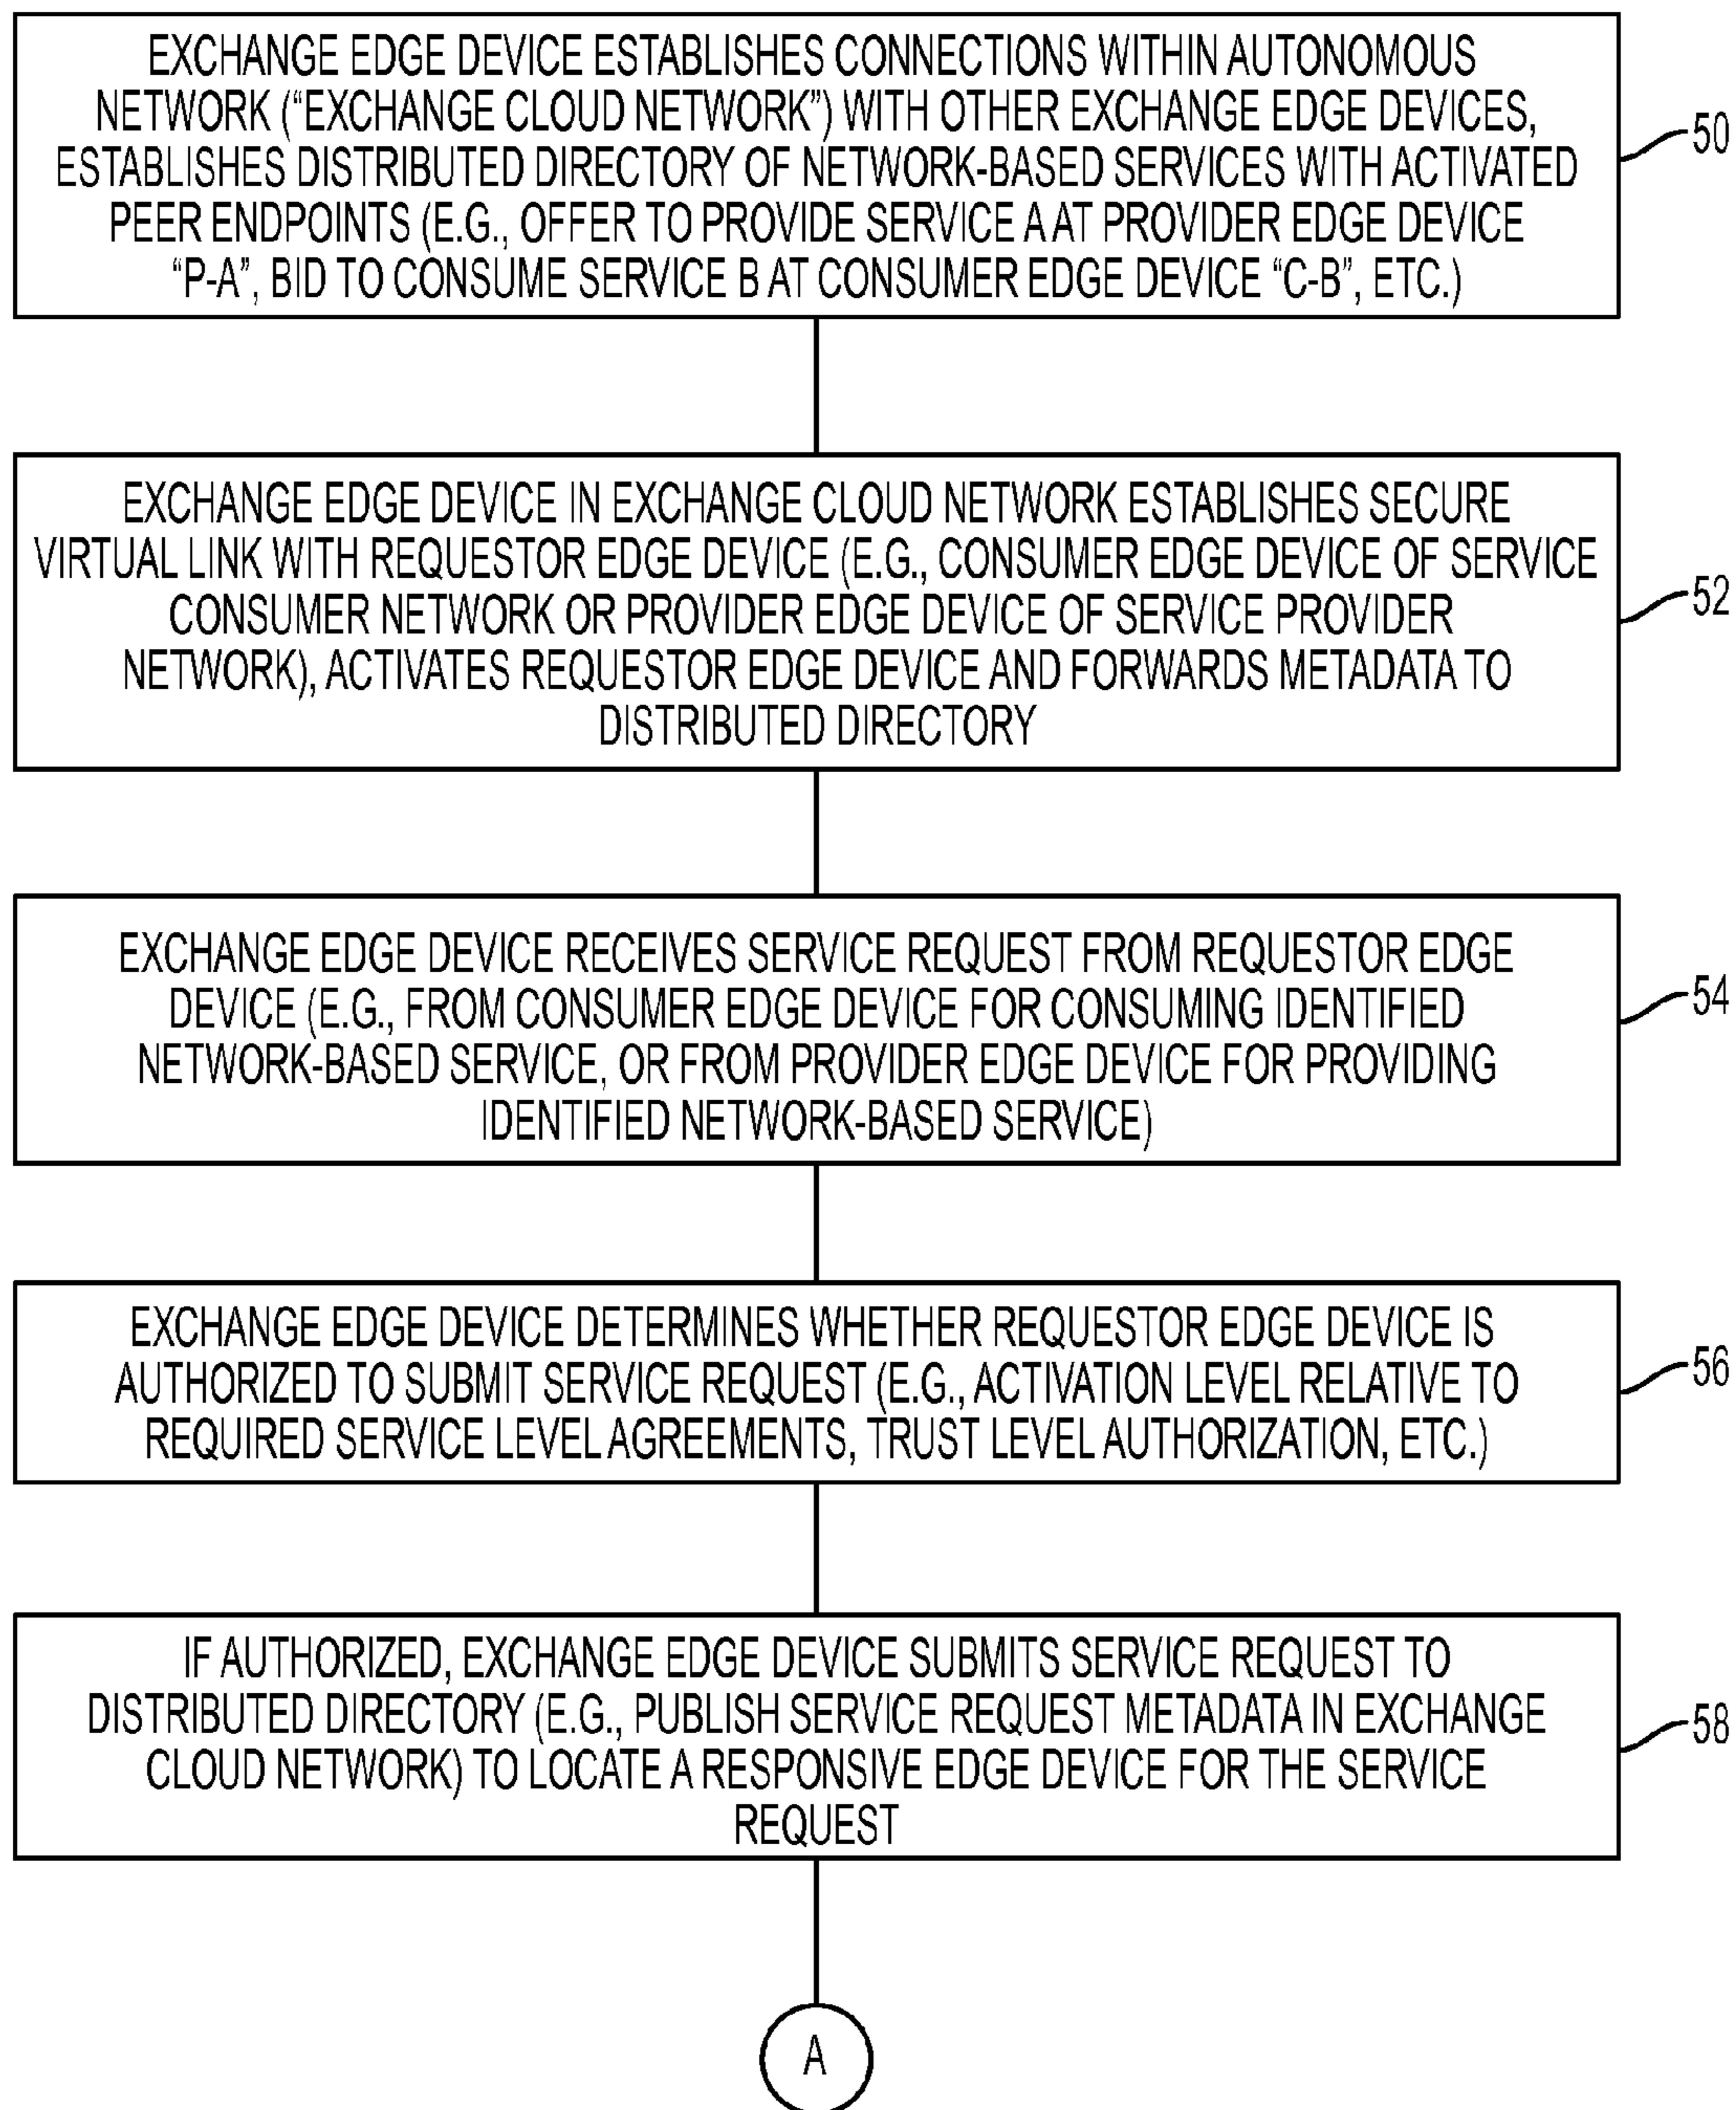 EXCHANGE EDGE DEVICE ESTABLISHES CONNECTIONS WITHIN AUTONOMOUS
NETWORK (“EXCHANGE CLOUD NETWORK”) WITH OTHER EXCHANGE EDGE DEVICES,
ESTABLISHES DISTRIBUTED DIRECTORY OF NETWORK-BASED SERVICES WITH ACTIVATED
PEER ENDPOINTS (E.G., OFFER TO PROVIDE SERVICE A AT PROVIDER EDGE DEVICE
“P-A”, BID TO CONSUME SERVICE B AT CONSUMER EDGE DEVICE “C-B”, ETC.)
50
EXCHANGE EDGE DEVICE IN EXCHANGE CLOUD NETWORK ESTABLISHES SECURE
VIRTUAL LINK WITH REQUESTOR EDGE DEVICE (E.G., CONSUMER EDGE DEVICE OF SERVICE
CONSUMER NETWORK OR PROVIDER EDGE DEVICE OF SERVICE PROVIDER
NETWORK), ACTIVATES REQUESTOR EDGE DEVICE AND FORWARDS METADATA TO
DISTRIBUTED DIRECTORY
52
EXCHANGE EDGE DEVICE RECEIVES SERVICE REQUEST FROM REQUESTOR EDGE
DEVICE (E.G., FROM CONSUMER EDGE DEVICE FOR CONSUMING IDENTIFIED
NETWORK-BASED SERVICE, OR FROM PROVIDER EDGE DEVICE FOR PROVIDING
IDENTIFIED NETWORK-BASED SERVICE)
54
EXCHANGE EDGE DEVICE DETERMINES WHETHER REQUESTOR EDGE DEVICE IS
AUTHORIZED TO SUBMIT SERVICE REQUEST (E.G., ACTIVATION LEVEL RELATIVE TO
REQUIRED SERVICE LEVEL AGREEMENTS, TRUST LEVEL AUTHORIZATION, ETC.)
56
IF AUTHORIZED, EXCHANGE EDGE DEVICE SUBMITS SERVICE REQUEST TO
DISTRIBUTED DIRECTORY (E.G., PUBLISH SERVICE REQUEST METADATA IN EXCHANGE
CLOUD NETWORK) TO LOCATE A RESPONSIVE EDGE DEVICE FOR THE SERVICE
REQUEST
58
A